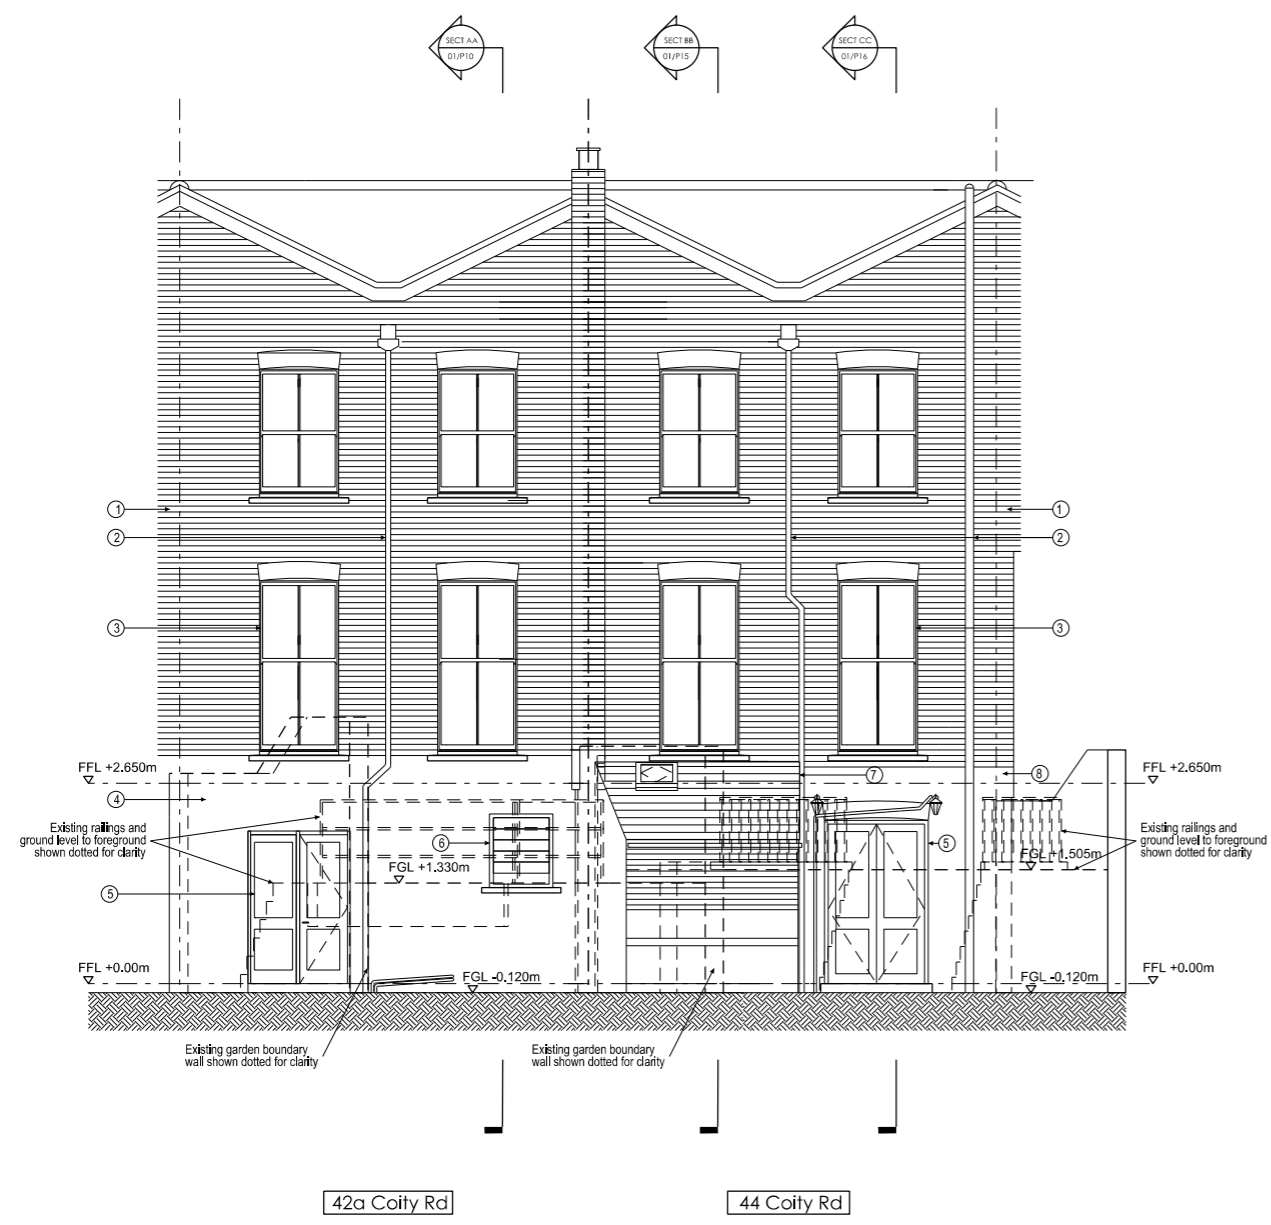 SECT AA
01/P10
SECT BB
01/P15
SECT CC
01/P16
1
1
2
2
3
3
FFL +2.650m
7
8
FFL +2.650m
4
Existing railings and
ground level to foreground
shown dotted for clarity
6
5
Existing railings and
ground level to foreground
shown dotted for clarity
FGL +1.330m
FGL +1.505m
5
FFL +0.00m
FGL -0.120m
FGL -0.120m
FFL +0.00m
Existing garden boundary
wall shown dotted for clarity
Existing garden boundary
wall shown dotted for clarity
42a Coity Rd
44 Coity Rd